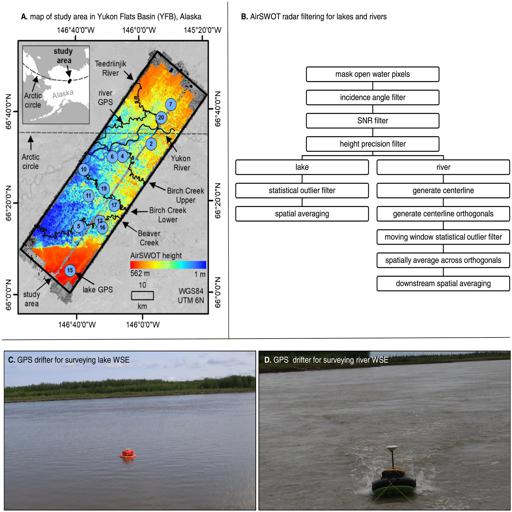 A. map of study area in Yukon Flats Basin (YFB), Alaska
study
area
Arctic
circle
Alaska
Teedriinjik
River
river
GPS
Arctic
circle
7
20
2
6
4
10
19
11
17
5
13
16
15
Yukon
River
Birch Creek
Upper
Birch Creek
Lower
Beaver
Creek
AirSWOT height
562 m
1 m
10
km
WGS84
UTM 6N
study
area
lake GPS
66°40'0"N
66°20'0"N
66°0'0"N
66°40'0"N
66°20'0"N
66°0'0"N
146°40'0"W
146°0'0"W
145°20'0"W
146°40'0"W
146°0'0"W
B. AirSWOT radar filtering for lakes and rivers
mask open water pixels
incidence angle filter
SNR filter
height precision filter
lake
river
statistical outlier filter
generate centerline
spatial averaging
generate centerline orthogonals
moving window statistical outlier filter
spatially average across orthogonals
downstream spatial averaging
C. GPS drifter for surveying lake WSE
D. GPS drifter for surveying river WSE